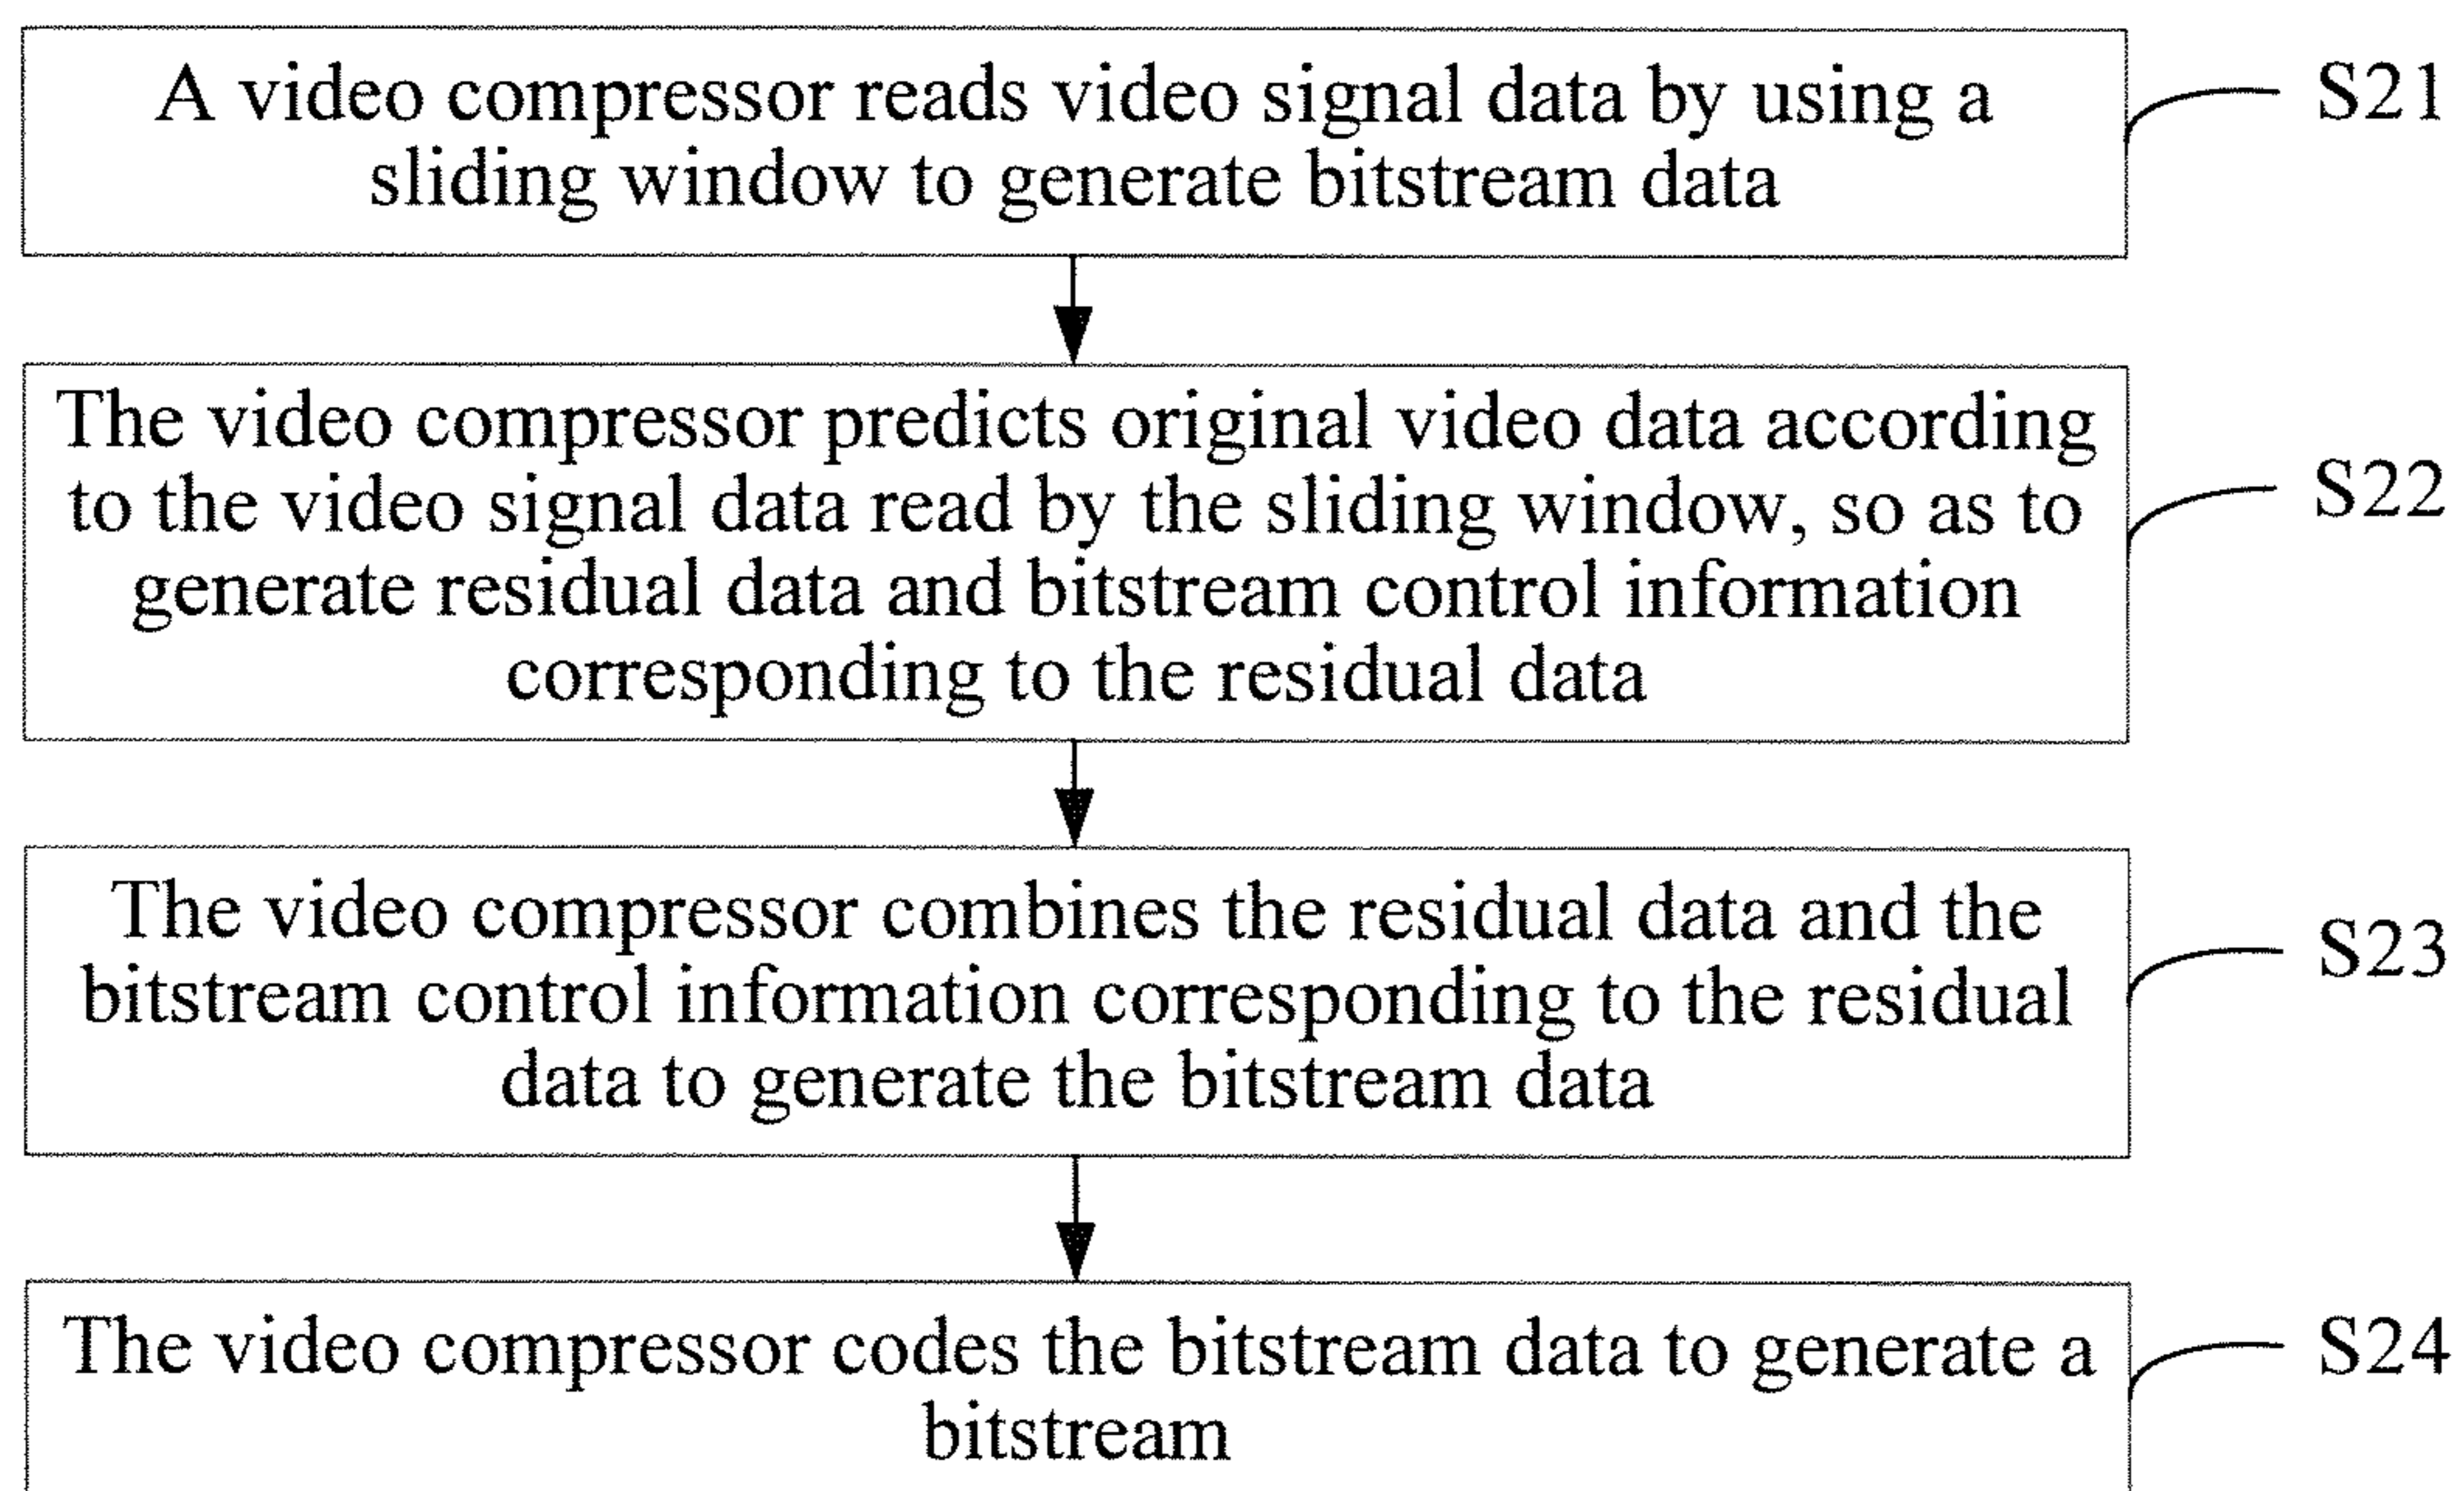 A video compressor reads video signal data by using a
sliding window to generate bitstream data
S21
The video compressor predicts original video data according
to the video signal data read by the sliding window, so as to
generate residual data and bitstream control information
corresponding to the residual data
S22
The video compressor combines the residual data and the
bitstream control information corresponding to the residual
data to generate the bitstream data
S23
The video compressor codes the bitstream data to generate a
bitstream
S24